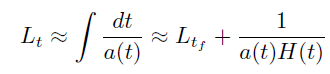 L_t ≈ ∫ dt / a(t) ≈ L_{t_f} + 1 / a(t)H(t)